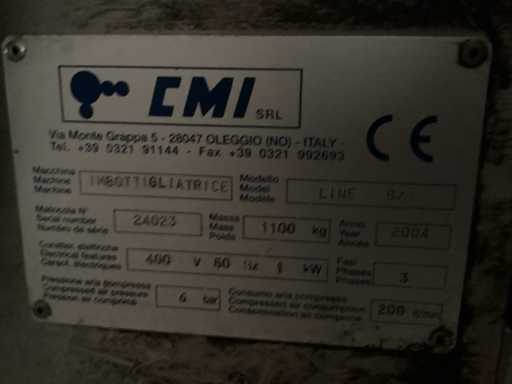 CMI SRL
Via Monte Grappa 5 - 28047 OLEGGIO (NO) - ITALY
Tel. +39 0321 91144 - Fax +39 0321 992693
CE
Macchina
Machine
Machine
IMBOTTIGLIATRICE
Modello
Model
Modèle
LINE
Matricola N°
Serial number
Numéro de série
24023
Massa
Mass
Poids
1100 kg
Anno
Year
Année
2004
Caratter. elettriche
Electrical features
Caract. électriques
400 V 60 Hz 1 kW
Fasi
Phases
Phases
3
Pressione aria compressa
Compressed air pressure
Pression air comprimé
6 bar
Consumo aria compressa
Compressed air consumption
Consommation air comprimé
200